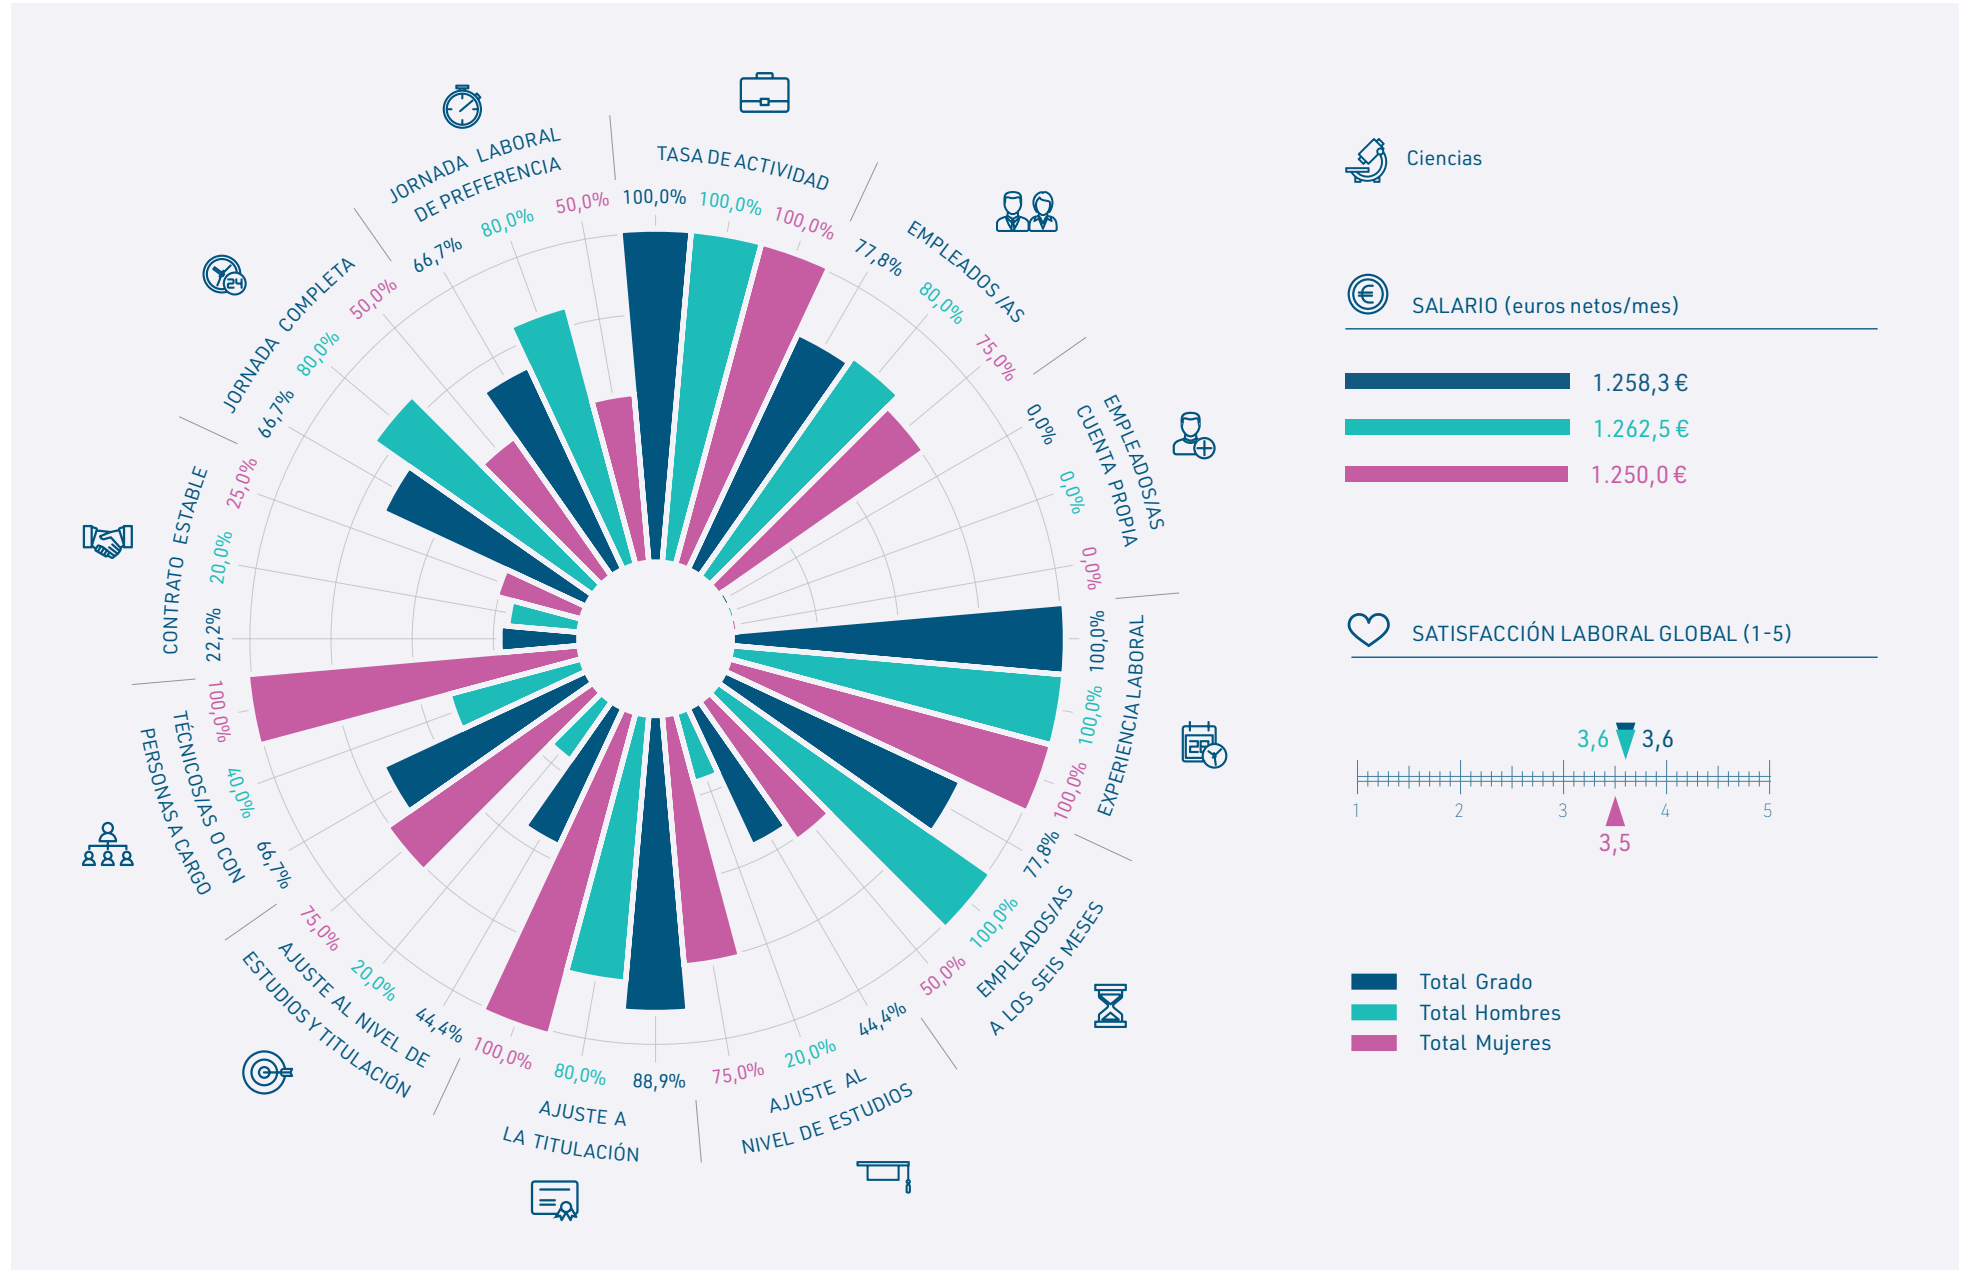 JORNADA LABORAL
DE PREFERENCIA
66,7%
80,0%
50,0%
TASA DE ACTIVIDAD
100,0%
100,0%
100,0%
EMPLEADOS/AS
77,8%
80,0%
75,0%
EMPLEADOS/AS
CUENTA PROPIA
0,0%
0,0%
0,0%
EXPERIENCIA LABORAL
100,0%
100,0%
100,0%
EMPLEADOS/AS
A LOS SEIS MESES
77,8%
100,0%
50,0%
AJUSTE AL
NIVEL DE ESTUDIOS
44,4%
20,0%
75,0%
AJUSTE A
LA TITULACIÓN
88,9%
80,0%
100,0%
AJUSTE AL NIVEL DE
ESTUDIOS Y TITULACIÓN
44,4%
20,0%
75,0%
TÉCNICOS/AS O CON
PERSONAS A CARGO
66,7%
40,0%
100,0%
CONTRATO ESTABLE
22,2%
20,0%
25,0%
JORNADA COMPLETA
66,7%
80,0%
50,0%
24
28
Ciencias
€
SALARIO (euros netos/mes)
1.258,3 €
1.262,5 €
1.250,0 €
SATISFACCIÓN LABORAL GLOBAL (1-5)
3,6 3,6
1 2 3 4 5
3,5
Total Grado
Total Hombres
Total Mujeres